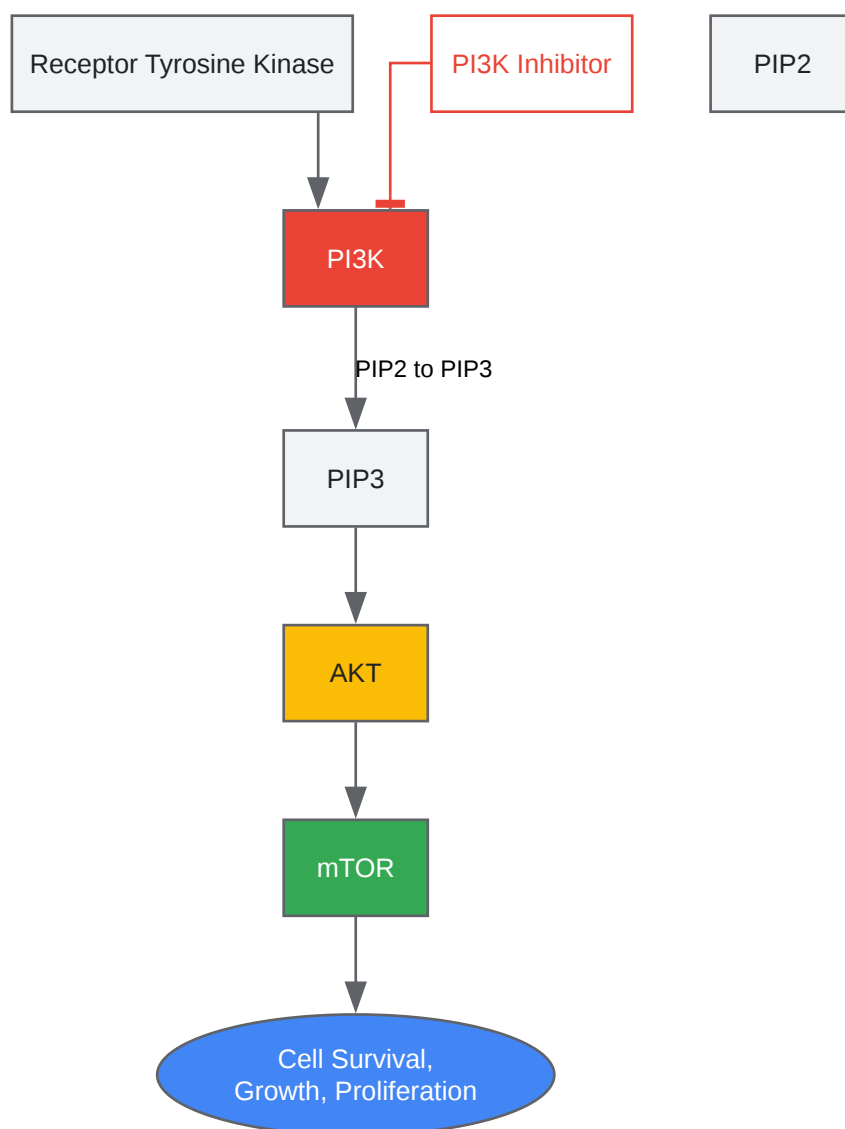 Receptor Tyrosine Kinase
PI3K Inhibitor
PIP2
PI3K
PIP2 to PIP3
PIP3
AKT
mTOR
Cell Survival,
Growth, Proliferation